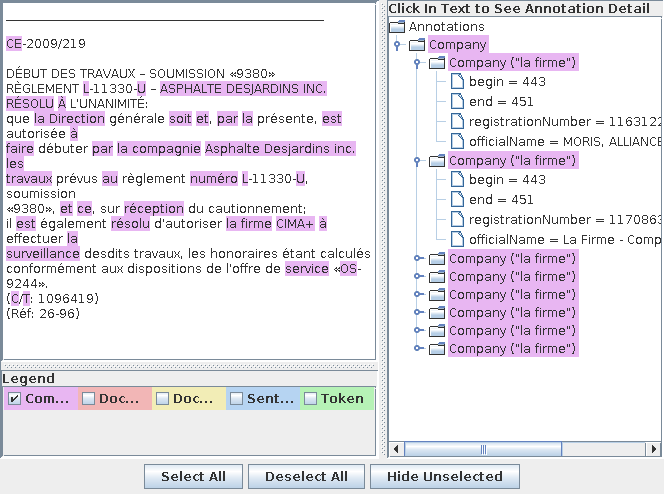 CE-2009/219
DÉBUT DES TRAVAUX – SOUMISSION «9380»
RÈGLEMENT L-11330-U – ASPHALTE DESJARDINS INC.
RÉSOLU À L'UNANIMITÉ:
que la Direction générale soit et, par la présente, est
autorisée à
faire débuter par la compagnie Asphalte Desjardins inc.
les
travaux prévus au règlement numéro L-11330-U,
soumission
«9380», et ce, sur réception du cautionnement;
il est également résolu d'autoriser la firme CIMA+ à
effectuer la
surveillance desdits travaux, les honoraires étant calculés
conformément aux dispositions de l'offre de service «OS-
9244».
(C/T: 1096419)
(Réf: 26-96)
Legend
Com...
Doc...
Doc...
Sent...
Token
Click In Text to See Annotation Detail
Annotations
Company
Company ("la firme")
begin = 443
end = 451
registrationNumber = 1163122
officialName = MORIS, ALLIANCE
Company ("la firme")
begin = 443
end = 451
registrationNumber = 1170863
officialName = La Firme - Comp
Company ("la firme")
Company ("la firme")
Company ("la firme")
Company ("la firme")
Company ("la firme")
Company ("la firme")
Select All
Deselect All
Hide Unselected